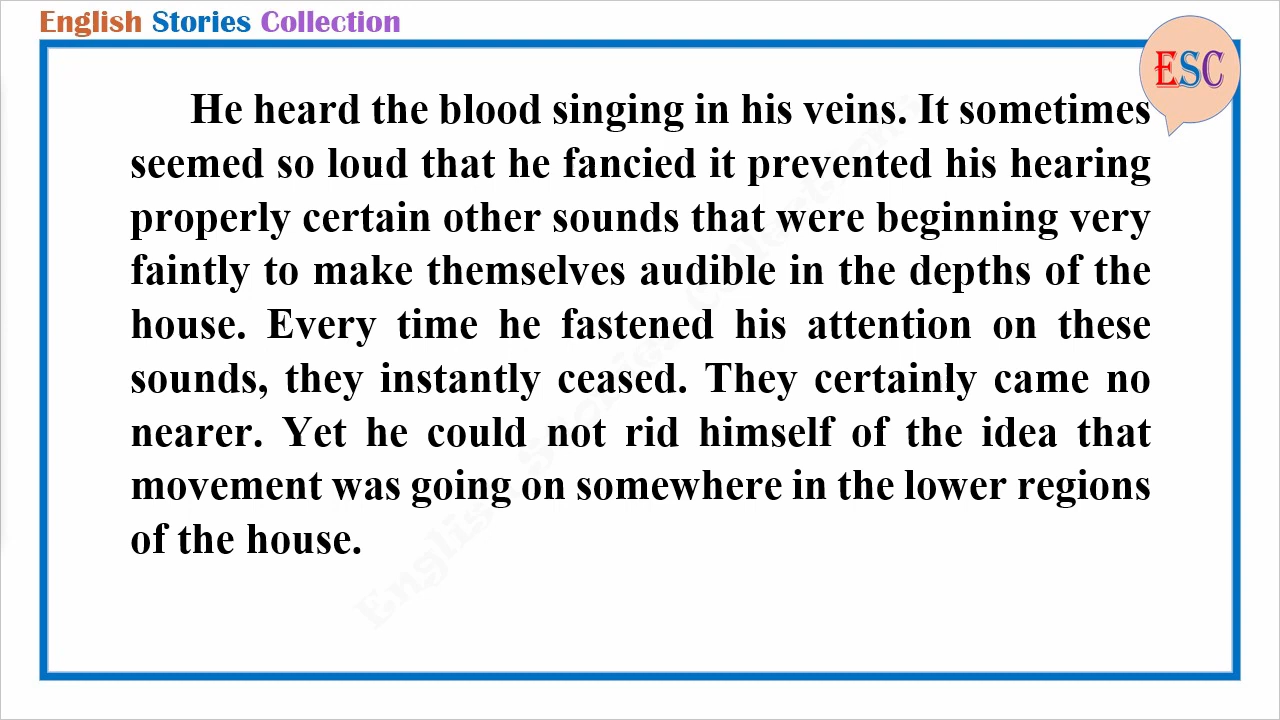 English Stories Collection
ESC
He heard the blood singing in his veins. It sometimes
seemed so loud that he fancied it prevented his hearing
properly certain other sounds that were beginning very
faintly to make themselves audible in the depths of the
house. Every time he fastened his attention on these
sounds, they instantly ceased. They certainly came no
nearer. Yet he could not rid himself of the idea that
movement was going on somewhere in the lower regions
of the house.